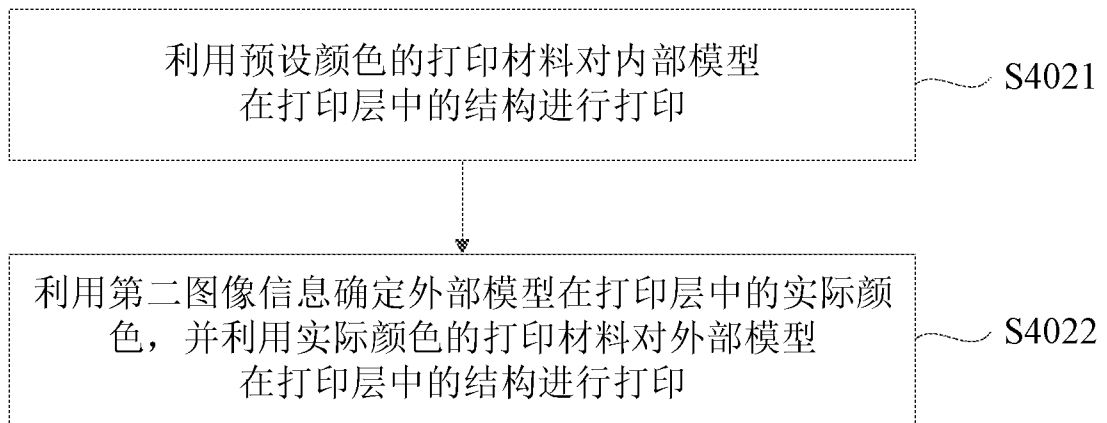 利用预设颜色的打印材料对内部模型
在打印层中的结构进行打印
S4021
利用第二图像信息确定外部模型在打印层中的实际颜
色，并利用实际颜色的打印材料对外部模型
在打印层中的结构进行打印
S4022